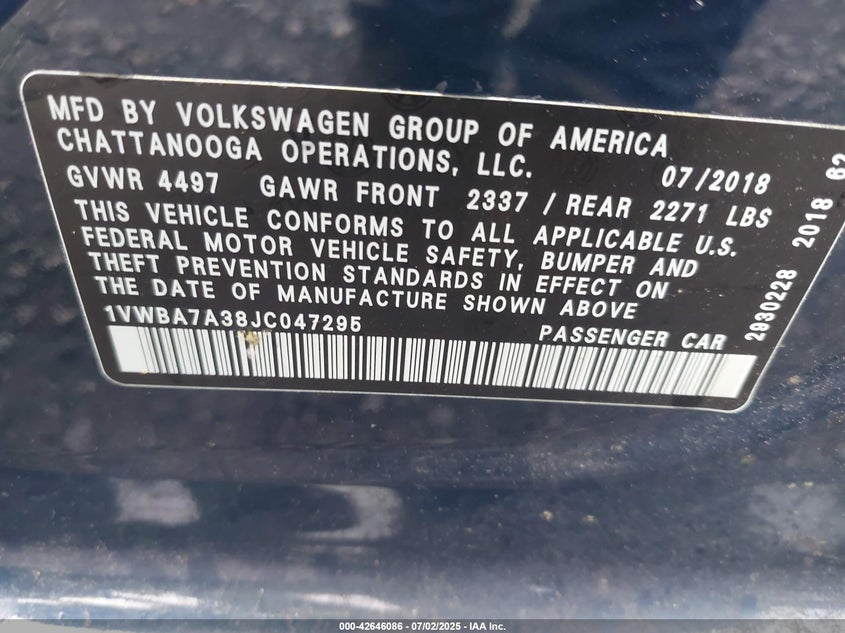 MFD BY VOLKSWAGEN GROUP OF AMERICA
CHATTANOOGA OPERATIONS, LLC.
07/2018
GVWR 4497 GAWR FRONT 2337 / REAR 2271 LBS
THIS VEHICLE CONFORMS TO ALL APPLICABLE U.S.
FEDERAL MOTOR VEHICLE SAFETY, BUMPER AND
THEFT PREVENTION STANDARDS IN EFFECT ON
THE DATE OF MANUFACTURE SHOWN ABOVE
1VWBA7A38JC047295 PASSENGER CAR
2930228 2018 62
000-42646086 - 07/02/2025 - IAA Inc.